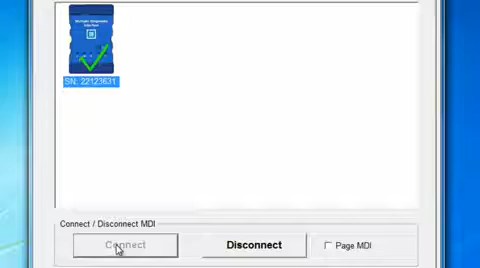 SN: 22123631
Connect / Disconnect MDI
Connect
Disconnect
Page MDI